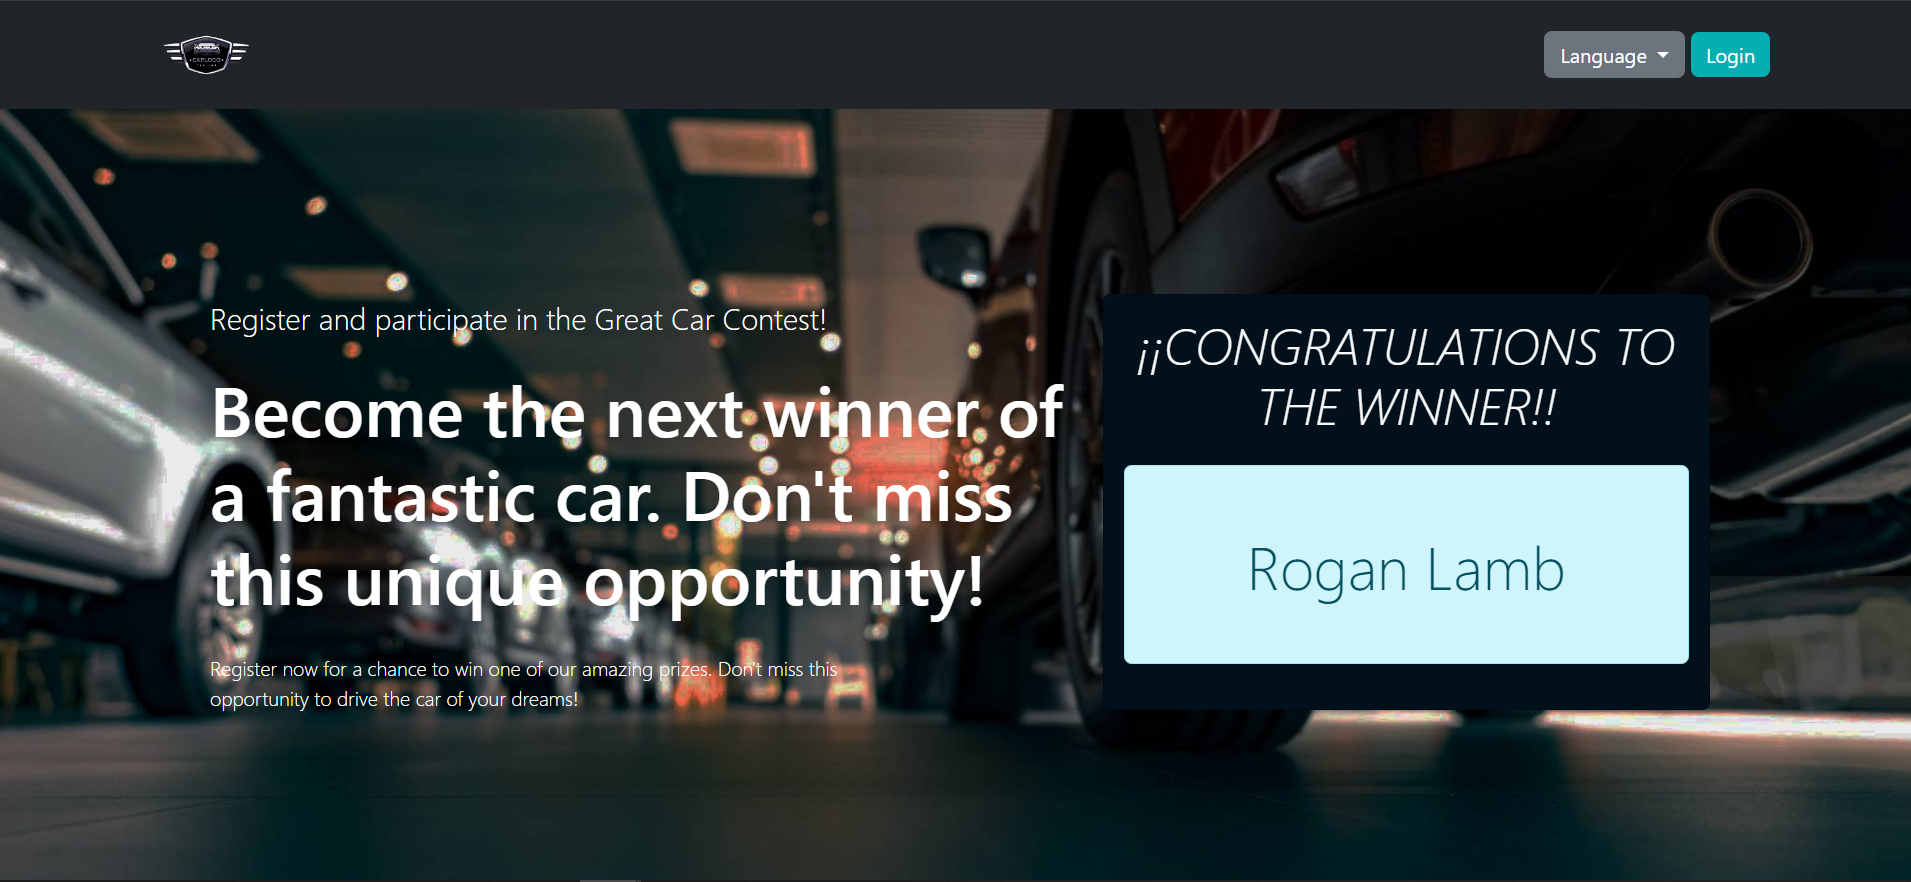 CARLOGO
Language
Login
Register and participate in the Great Car Contest!
Become the next winner of
a fantastic car. Don't miss
this unique opportunity!
Register now for a chance to win one of our amazing prizes. Don't miss this
opportunity to drive the car of your dreams!
¡¡CONGRATULATIONS TO
THE WINNER!!
Rogan Lamb